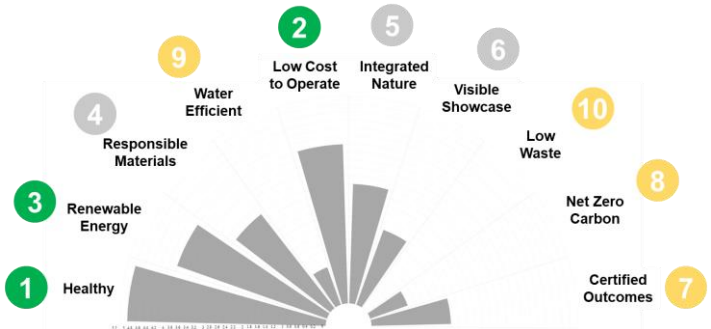 2
5
6
9
Low Cost
to Operate
Integrated
Nature
Visible
Showcase
Water
Efficient
10
4
Responsible
Materials
Low
Waste
3
Renewable
Energy
8
Net Zero
Carbon
1
Healthy
7
Certified
Outcomes